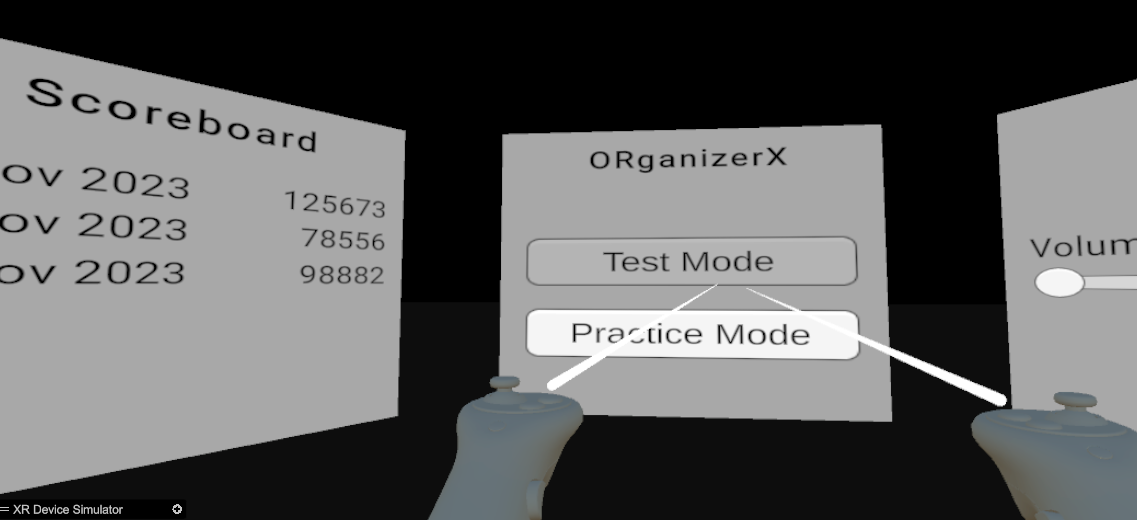 Scoreboard
ov 2023 125673
ov 2023 78556
ov 2023 98882
ORganizerX
Test Mode
Practice Mode
Volum
XR Device Simulator